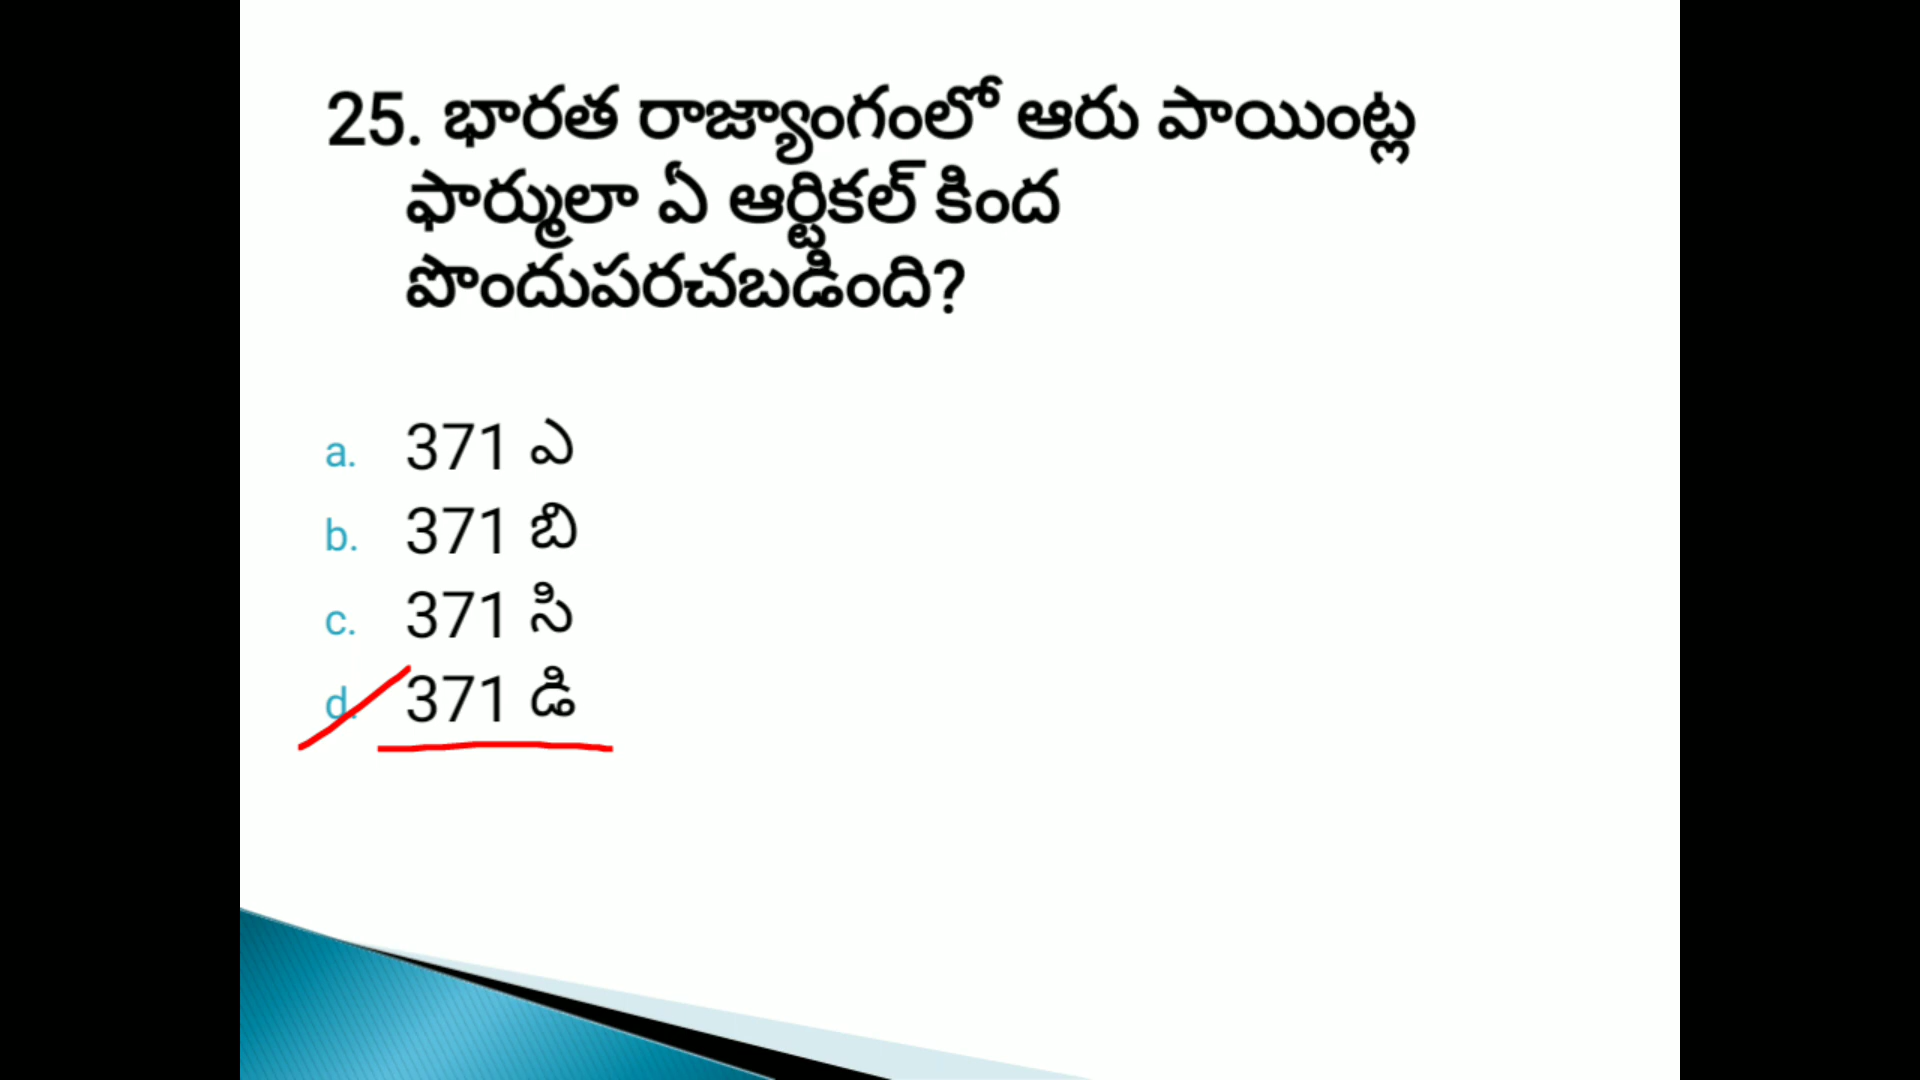 25. భారత రాజ్యాంగంలో ఆరు పాయింట్ల
ఫార్ములా ఏ ఆర్టికల్ కింద
పొందుపరచబడింది?
a. 371 ఎ
b. 371 బి
c. 371 సి
d. 371 డి